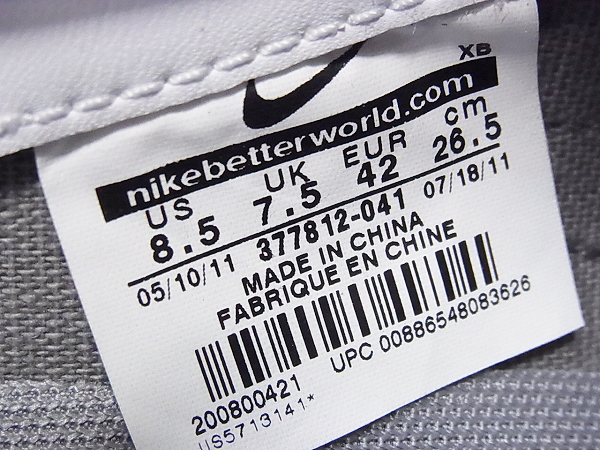 XB
nikebetterworld.com
US UK EUR cm
8.5 7.5 42 26.5
05/10/11 377812-041 07/18/11
MADE IN CHINA
FABRIQUE EN CHINE
UPC 00886548083626
200800421
US5713141*